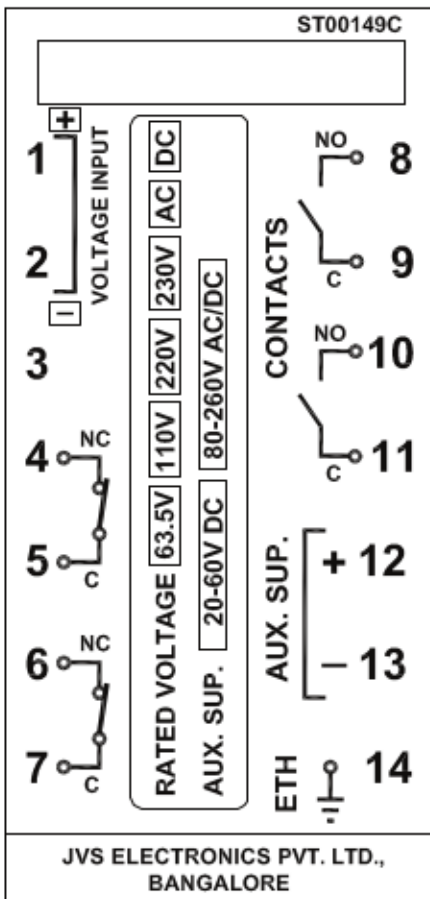 ST00149C
1
+
2
-
VOLTAGE INPUT
3
4 NC
5 C
6 NC
7 C
RATED VOLTAGE 63.5V 110V 220V 230V AC DC
AUX. SUP. 20-60V DC 80-260V AC/DC
CONTACTS
NO 8
C 9
NO 10
C 11
AUX. SUP.
+ 12
– 13
ETH 14
JVS ELECTRONICS PVT. LTD.,
BANGALORE